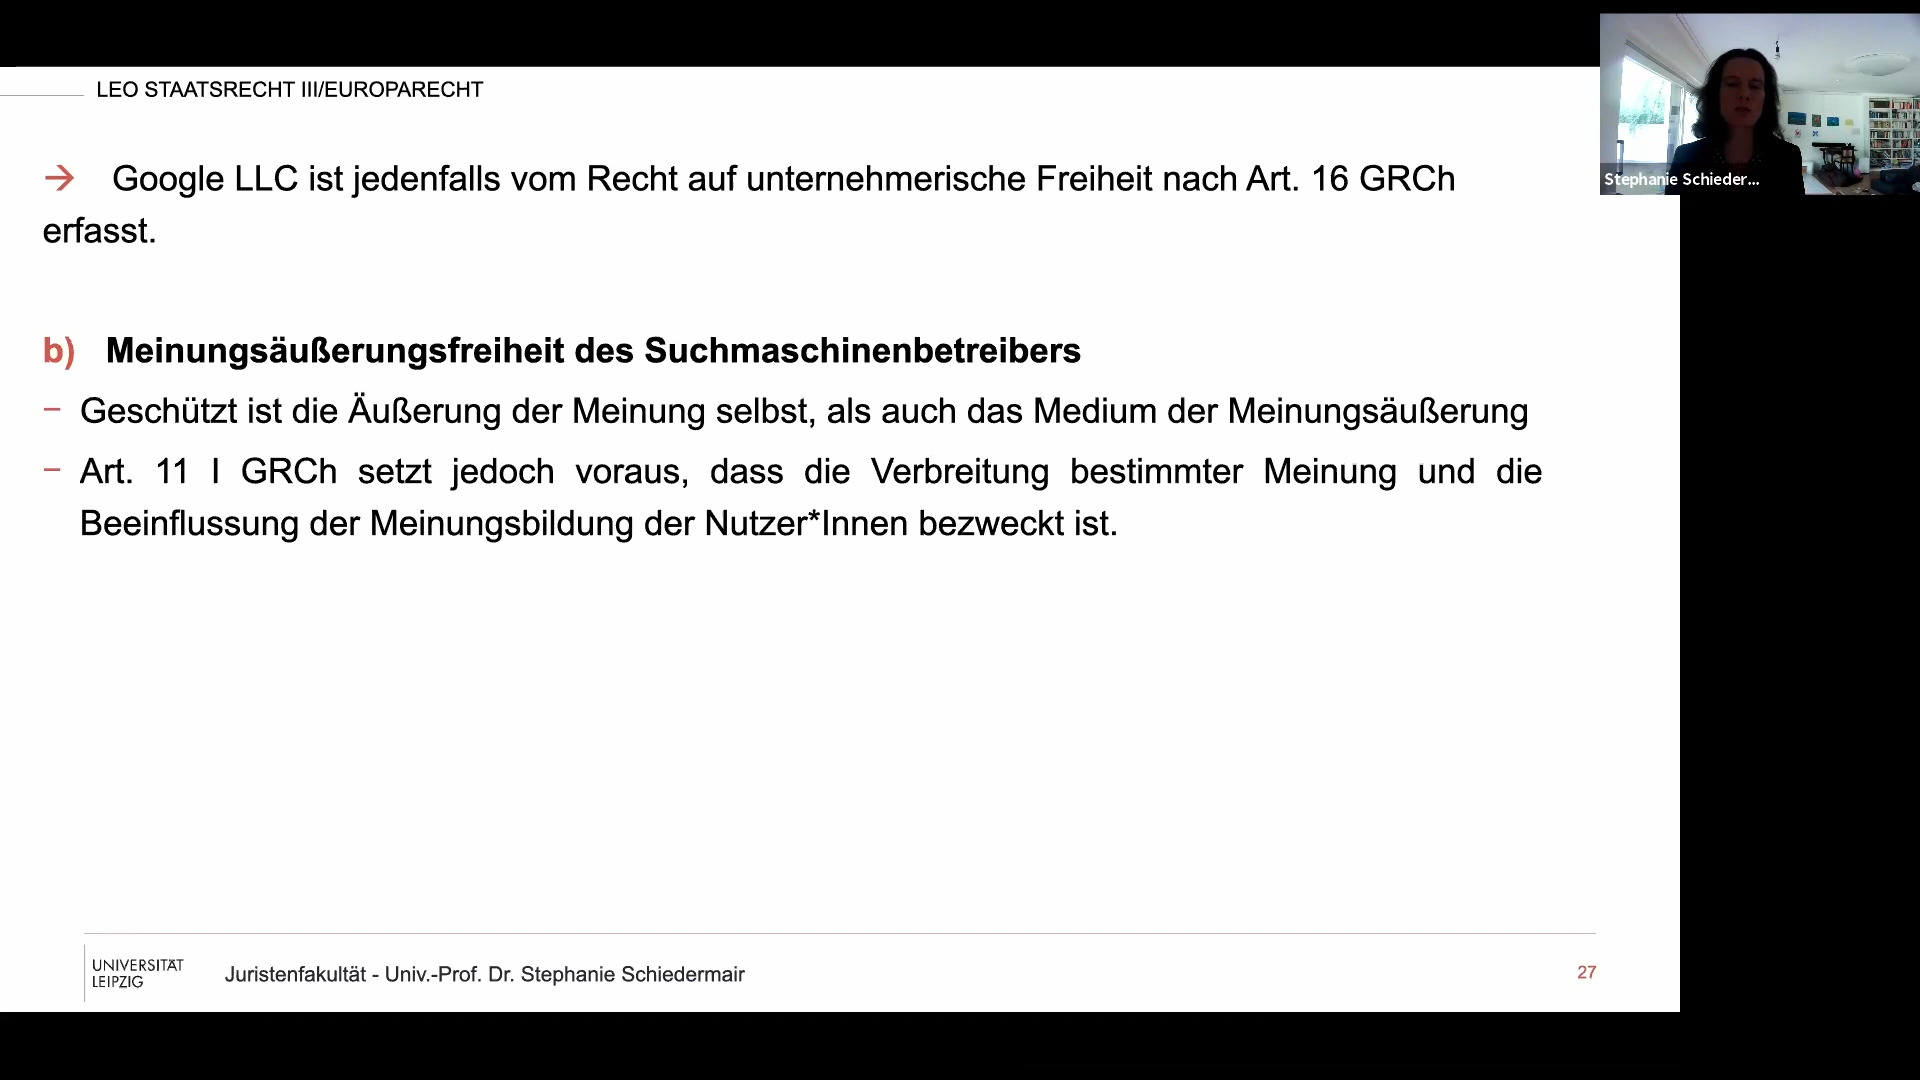 LEO STAATSRECHT III/EUROPARECHT
Stephanie Schieder...
→ Google LLC ist jedenfalls vom Recht auf unternehmerische Freiheit nach Art. 16 GRCh
erfasst.
b) Meinungsäußerungsfreiheit des Suchmaschinenbetreibers
− Geschützt ist die Äußerung der Meinung selbst, als auch das Medium der Meinungsäußerung
− Art. 11 I GRCh setzt jedoch voraus, dass die Verbreitung bestimmter Meinung und die
Beeinflussung der Meinungsbildung der Nutzer*Innen bezweckt ist.
UNIVERSITÄT
LEIPZIG
Juristenfakultät - Univ.-Prof. Dr. Stephanie Schiedermair
27